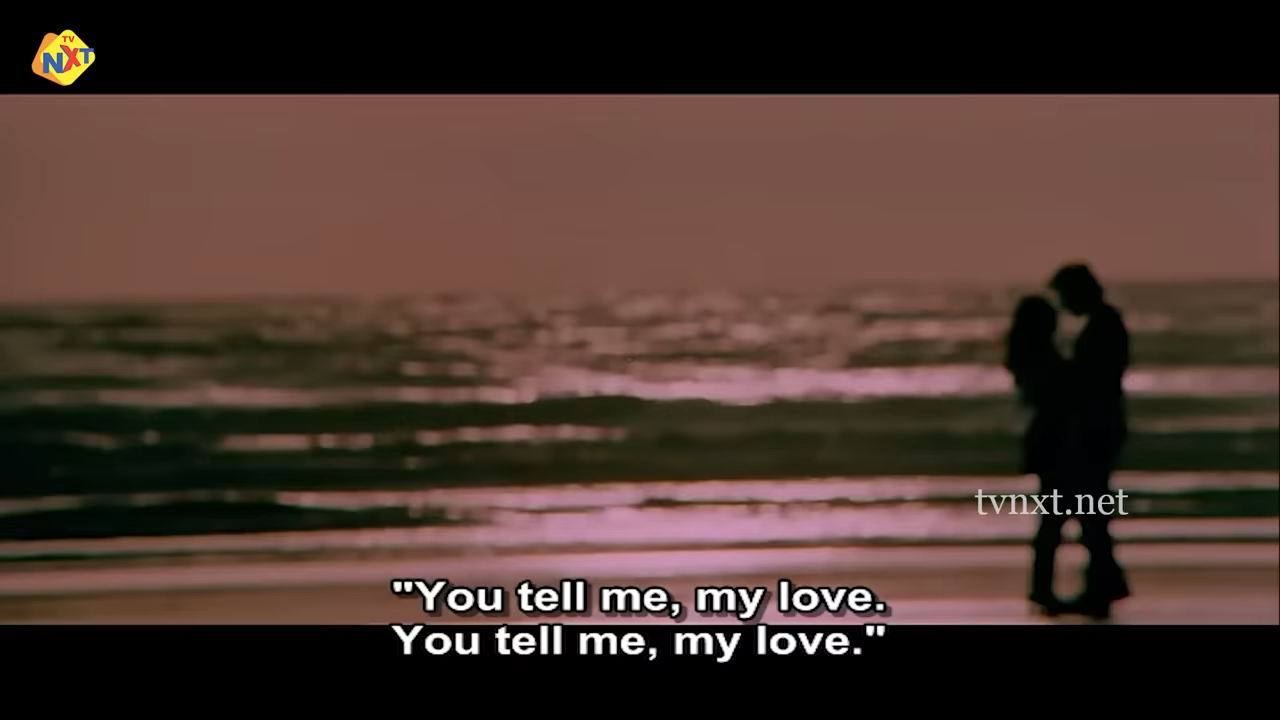 TV
NXT
tvnxt.net
"You tell me, my love.
You tell me, my love."